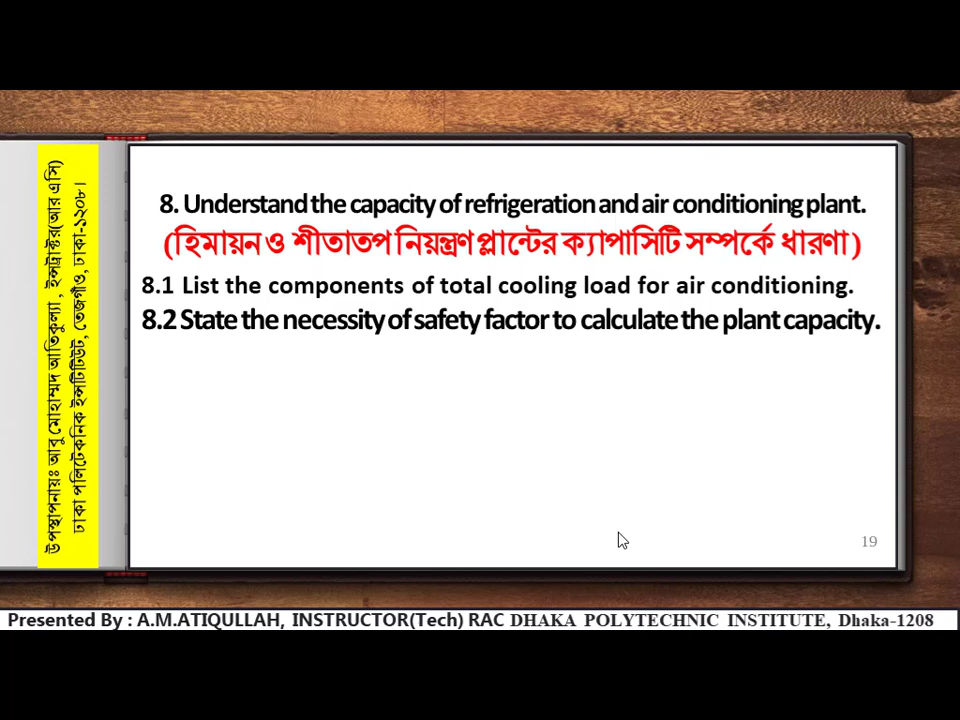 8. Understand the capacity of refrigeration and air conditioning plant.
(হিমায়ন ও শীতাতপ নিয়ন্ত্রণ প্লান্টের ক্যাপাসিটি সম্পর্কে ধারণা)
8.1 List the components of total cooling load for air conditioning.
8.2 State the necessity of safety factor to calculate the plant capacity.
উপস্থাপনায়ঃ আবু মোহাম্মদ আতিকুল্যা, ইন্সট্রাক্টর(আর এসি)
ঢাকা পলিটেকনিক ইন্সটিটিউট, তেজগাঁও, ঢাকা-১২০৮।
19
Presented By : A.M.ATIQULLAH, INSTRUCTOR(Tech) RAC DHAKA POLYTECHNIC INSTITUTE, Dhaka-1208